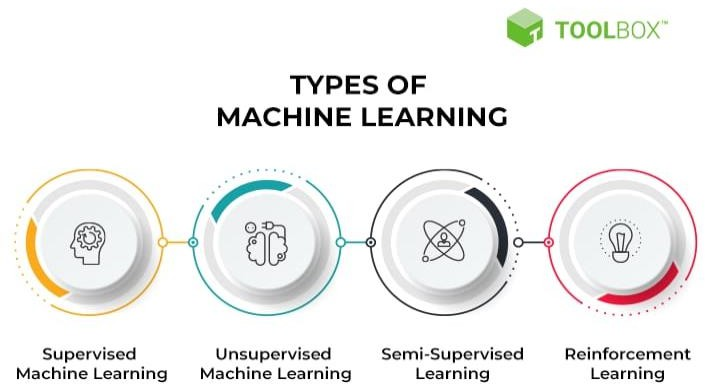 TOOLBOX™
TYPES OF
MACHINE LEARNING
Supervised
Machine Learning
Unsupervised
Machine Learning
Semi-Supervised
Learning
Reinforcement
Learning